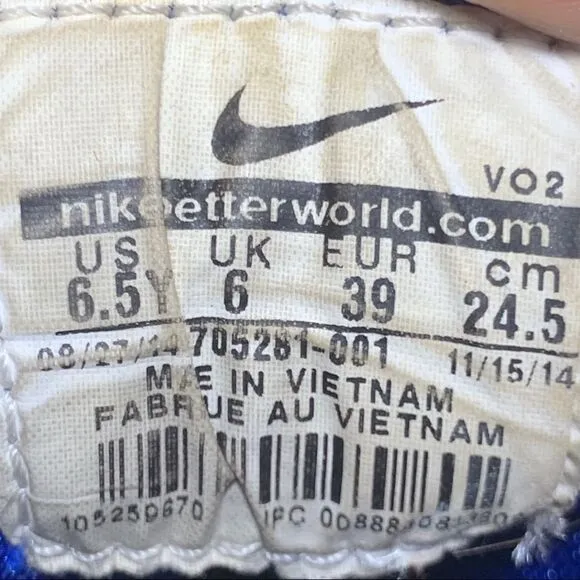 VO2
nikebetterworld.com
US UK EUR cm
6.5Y 6 39 24.5
08/27/14 705281-001 11/15/14
MADE IN VIETNAM
FABRIQUE AU VIETNAM